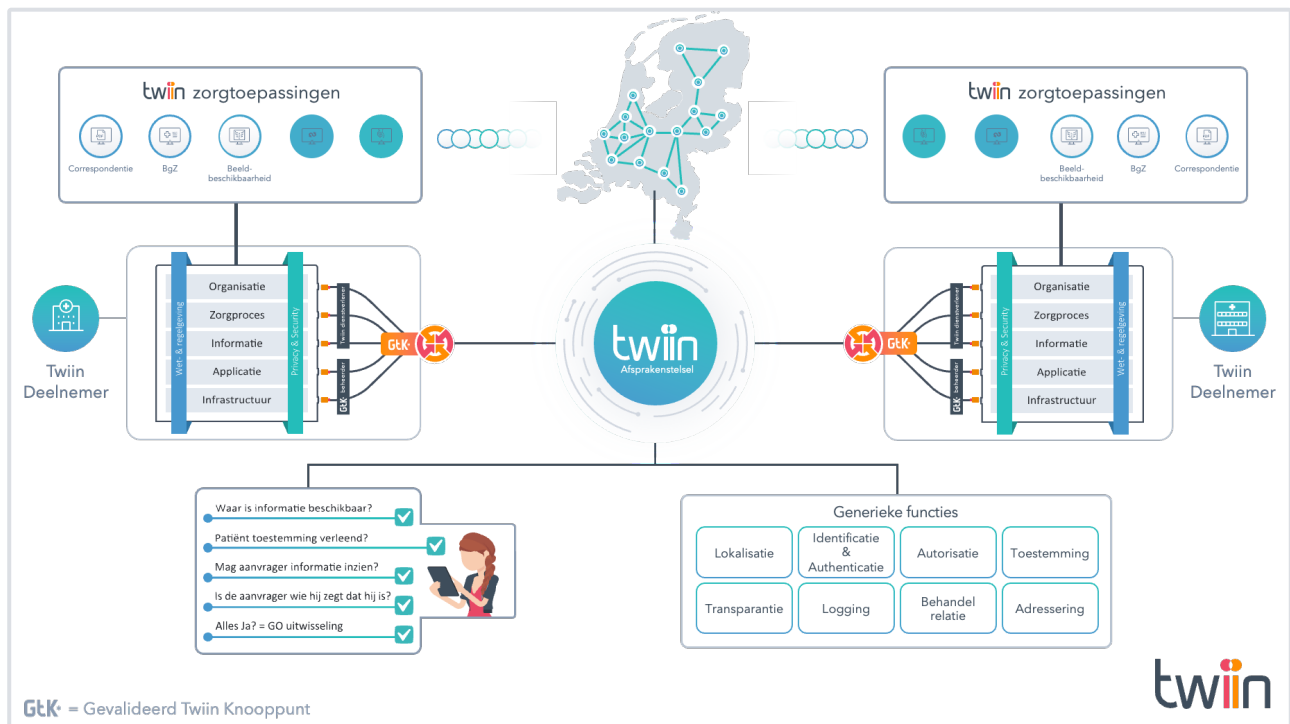 twiin zorgtoepassingen
Correspondentie
BgZ
Beeld-
beschikbaarheid
twiin zorgtoepassingen
Beeld-
beschikbaarheid
BgZ
Correspondentie
Twiin
Deelnemer
Wet- & regelgeving
Organisatie
Zorgproces
Informatie
Applicatie
Infrastructuur
Privacy & Security
Twiin dienstverlener
GtK beheerder
GtK
twiin
Afsprakenstelsel
GtK
Twiin dienstverlener
GtK beheerder
Privacy & Security
Organisatie
Zorgproces
Informatie
Applicatie
Infrastructuur
Wet- & regelgeving
Twiin
Deelnemer
Waar is informatie beschikbaar?
Patiënt toestemming verleend?
Mag aanvrager informatie inzien?
Is de aanvrager wie hij zegt dat hij is?
Alles Ja? = GO uitwisseling
Generieke functies
Lokalisatie
Identificatie
&
Authenticatie
Autorisatie
Toestemming
Transparantie
Logging
Behandel
relatie
Adressering
GtK = Gevalideerd Twiin Knooppunt
twiin